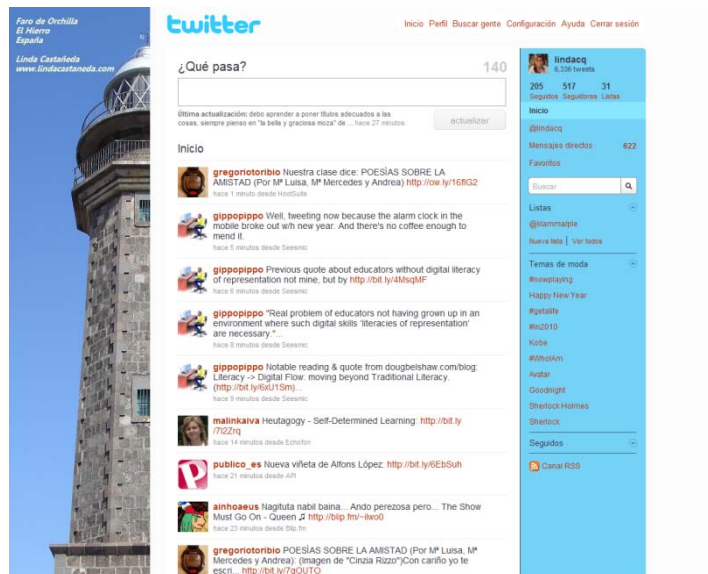 Faro de Orchilla
El Hierro
España
Linda Castañeda
www.lindacastaneda.com
twitter
Inicio Perfil Buscar gente Configuración Ayuda Cerrar sesión
¿Qué pasa?
140
Última actualización: debo aprender a poner títulos adecuados a las
cosas, siempre pienso en "la bella y graciosa moza" de ... hace 27 minutos
actualizar
Inicio
gregoriotoribio Nuestra clase dice: POESÍAS SOBRE LA
AMISTAD (Por Mª Luisa, Mª Mercedes y Andrea) http://ow.ly/16flG2
hace 1 minuto desde HootSuite
gippopippo Well, tweeting now because the alarm clock in the
mobile broke out w/h new year. And there's no coffee enough to
mend it.
hace 5 minutos desde Seesmic
gippopippo Previous quote about educators without digital literacy
of representation not mine, but by http://bit.ly/4MsqMF
hace 6 minutos desde Seesmic
gippopippo "Real problem of educators not having grown up in an
environment where such digital skills 'literacies of representation'
are necessary."...
hace 8 minutos desde Seesmic
gippopippo Notable reading & quote from dougbelshaw.com/blog:
Literacy -> Digital Flow: moving beyond Traditional Literacy.
(http://bit.ly/6xU1Sm)...
hace 9 minutos desde Seesmic
malinkaiva Heutagogy - Self-Determined Learning: http://bit.ly
/7I2Zrq
hace 14 minutos desde Echofon
publico_es Nueva viñeta de Alfons López: http://bit.ly/6EbSuh
hace 21 minutos desde API
ainhoaeus Nagituta nabil baina... Ando perezosa pero... The Show
Must Go On - Queen ♫ http://blip.fm/~iiwo0
hace 23 minutos desde Blip.fm
gregoriotoribio POESÍAS SOBRE LA AMISTAD (Por Mª Luisa, Mª
Mercedes y Andrea): (Imagen de "Cinzia Rizzo")Con cariño yo te
escri... http://bit.ly/7gOUTO
lindacq
6,336 tweets
205 517 31
Seguidos Seguidores Listas
Inicio
@lindacq
Mensajes directos 622
Favoritos
Buscar
Listas
Nueva lista Ver todos
Temas de moda
#nowplaying
Happy New Year
#getalife
#in2010
Kobe
#WhoIAm
Avatar
Goodnight
Sherlock Holmes
Sherlock
Seguidos
Canal RSS